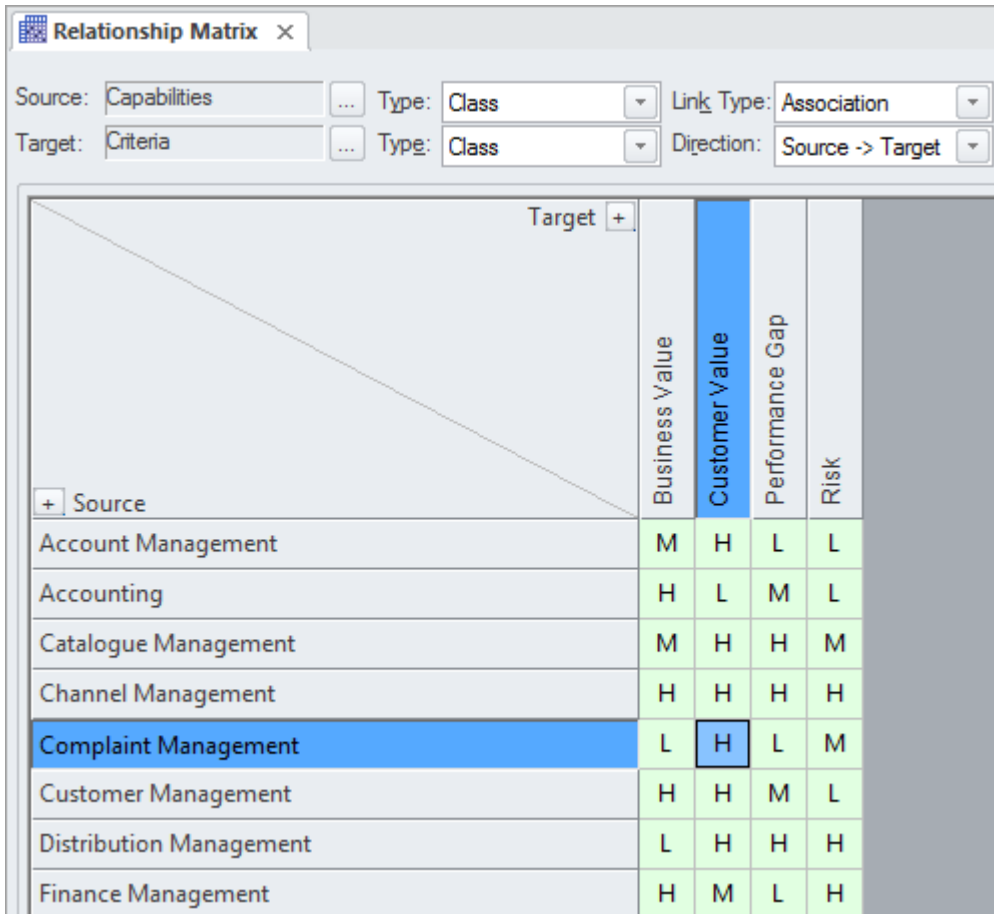 Relationship Matrix
Source: Capabilities ... Type: Class Link Type: Association
Target: Criteria ... Type: Class Direction: Source -> Target
Target +
+ Source
Business Value
Customer Value
Performance Gap
Risk
Account Management M H L L
Accounting H L M L
Catalogue Management M H H M
Channel Management H H H H
Complaint Management L H L M
Customer Management H H M L
Distribution Management L H H H
Finance Management H M L H